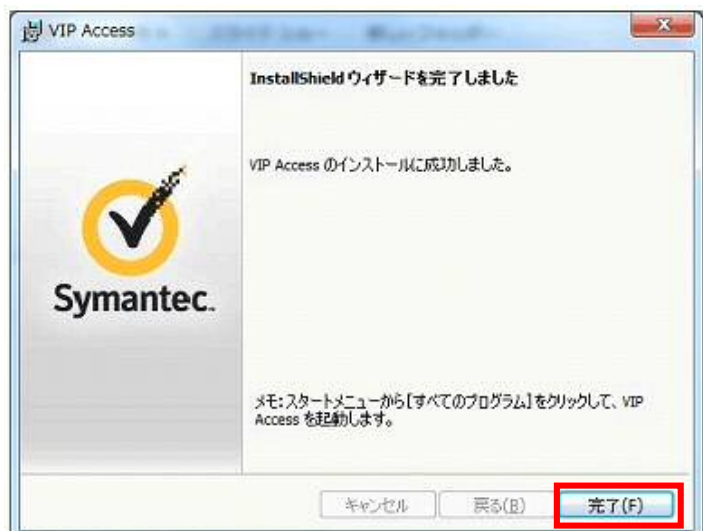 VIP Access
InstallShield ウィザードを完了しました
VIP Access のインストールに成功しました。
Symantec.
メモ:スタートメニューから[すべてのプログラム]をクリックして、VIP
Access を起動します。
キャンセル
戻る(B)
完了(F)